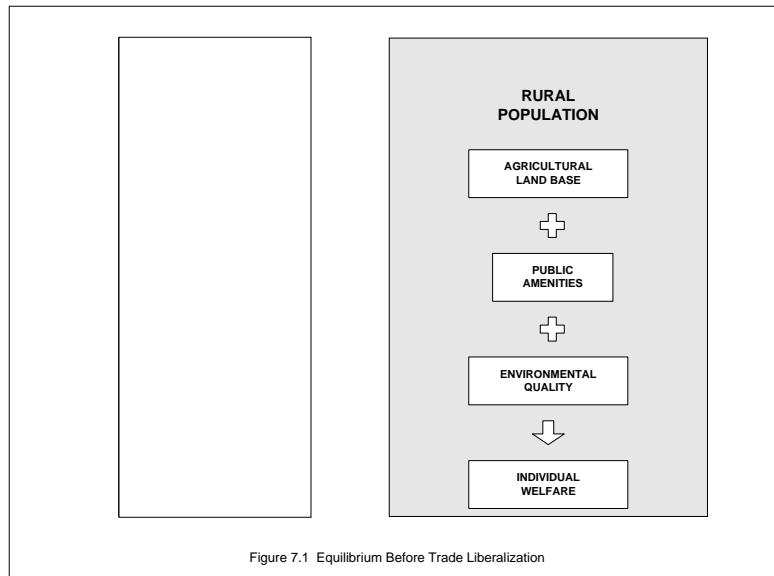 RURAL
POPULATION
AGRICULTURAL
LAND BASE
PUBLIC
AMENITIES
ENVIRONMENTAL
QUALITY
INDIVIDUAL
WELFARE
Figure 7.1 Equilibrium Before Trade Liberalization